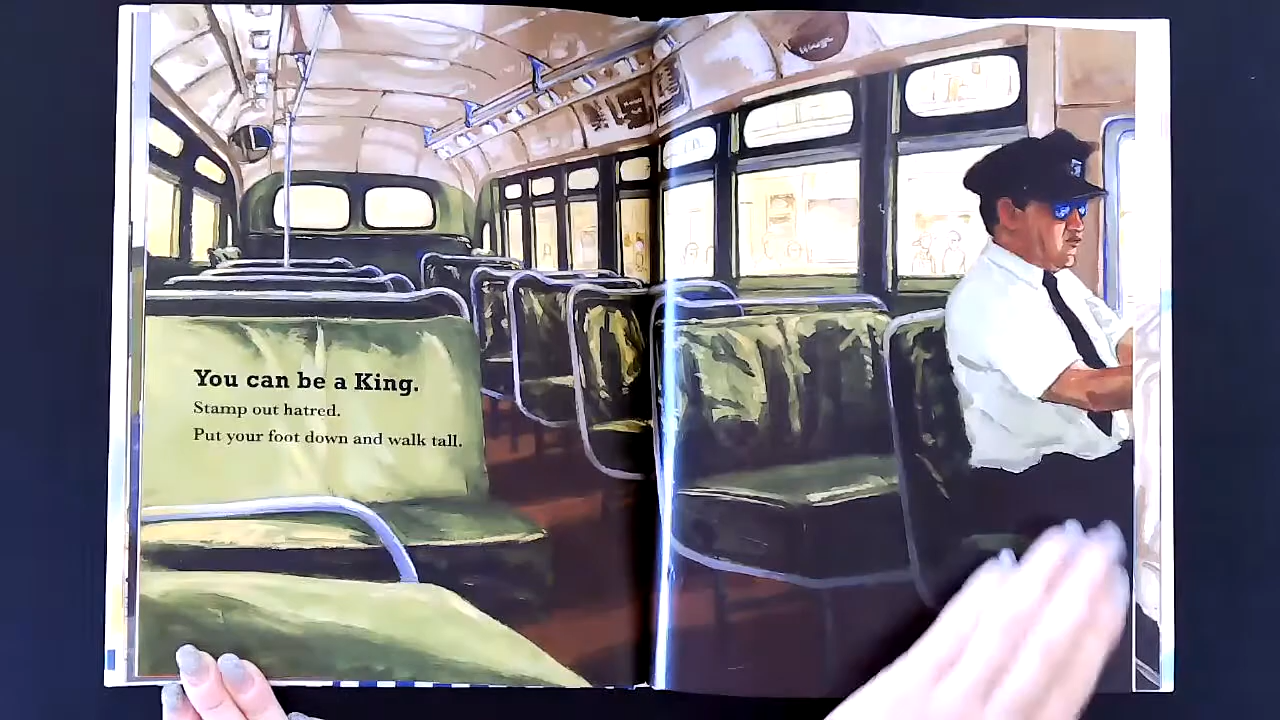 You can be a King.
Stamp out hatred.
Put your foot down and walk tall.